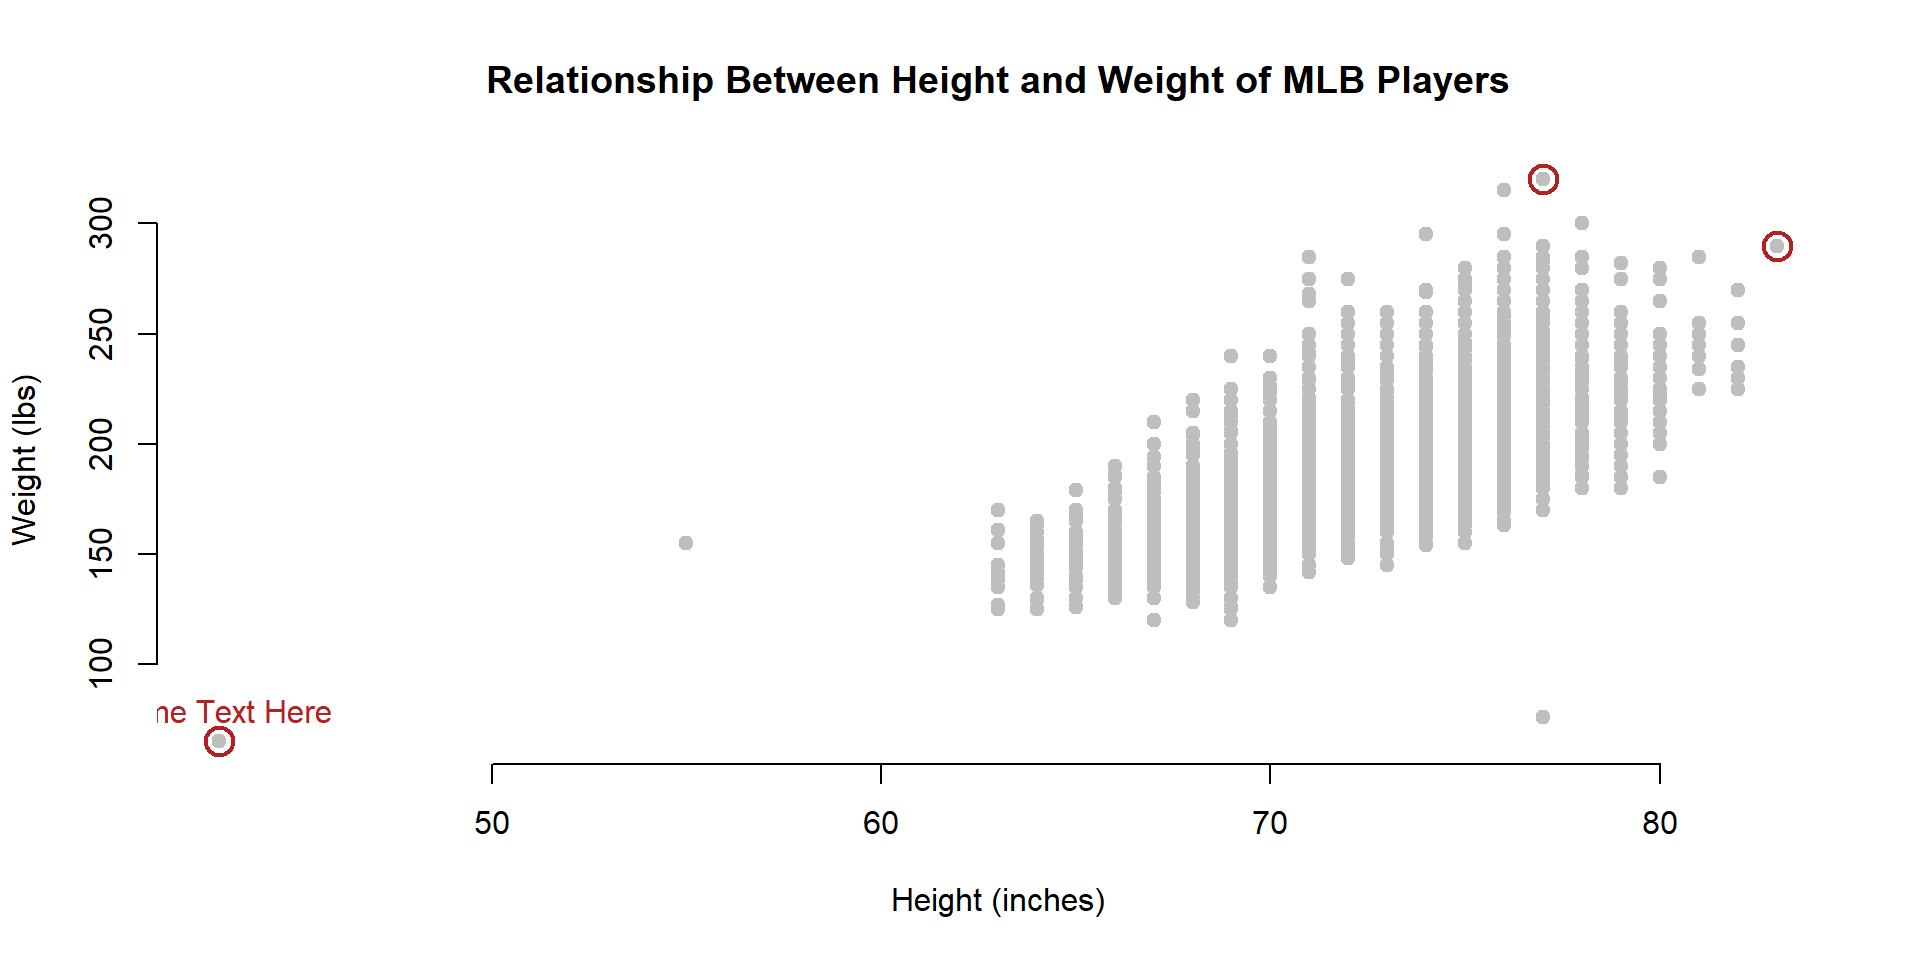 Relationship Between Height and Weight of MLB Players
300
250
200
150
100
Weight (lbs)
Text Here
50 60 70 80
Height (inches)